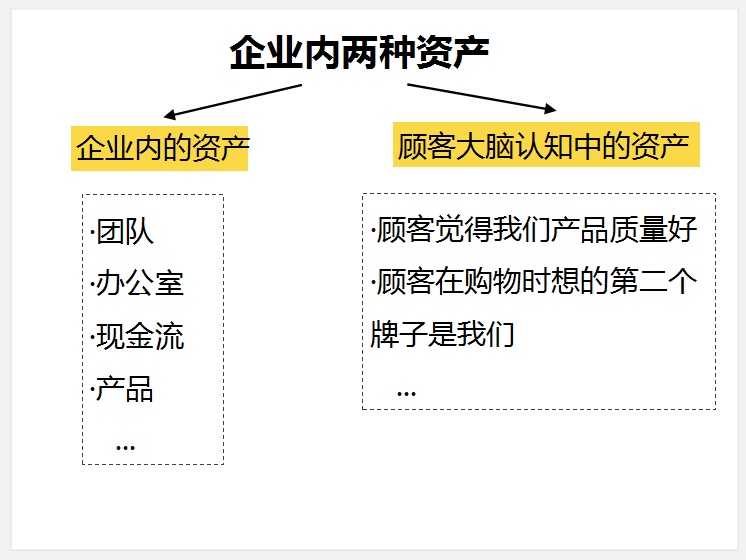 企业内两种资产
企业内的资产
·团队
·办公室
·现金流
·产品
...
顾客大脑认知中的资产
·顾客觉得我们产品质量好
·顾客在购物时想的第二个
牌子是我们
...